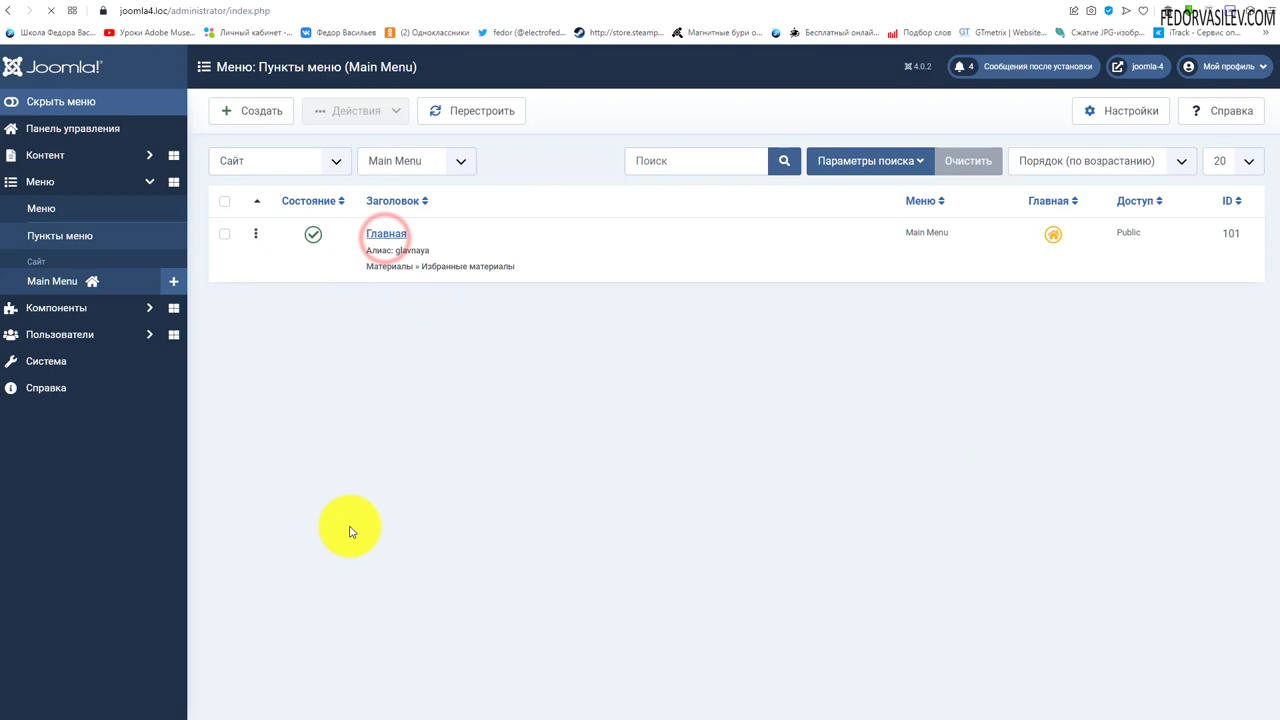 joomla4.loc/administrator/index.php
FEDORVASILEV.COM
Школа Федора Вас...
Уроки Adobe Muse...
Личный кабинет -...
Федор Васильев
(2) Одноклассники
fedor (@electrofed...
http://store.steamp...
Магнитные бури о...
Бесплатный онлай...
Подбор слов
GTmetrix | Website...
Сжатие JPG-изобр...
iTrack - Сервис оп...
Joomla!
Меню: Пункты меню (Main Menu)
4.0.2
4 Сообщения после установки
joomla-4
Мой профиль
Скрыть меню
Панель управления
Контент
Меню
Меню
Пункты меню
Сайт
Main Menu
Компоненты
Пользователи
Система
Справка
Создать
Действия
Перестроить
Настройки
Справка
Сайт
Main Menu
Поиск
Параметры поиска
Очистить
Порядок (по возрастанию)
20
Состояние Заголовок Меню Главная Доступ ID
Главная Main Menu Public 101
Алиас: glavnaya
Материалы » Избранные материалы